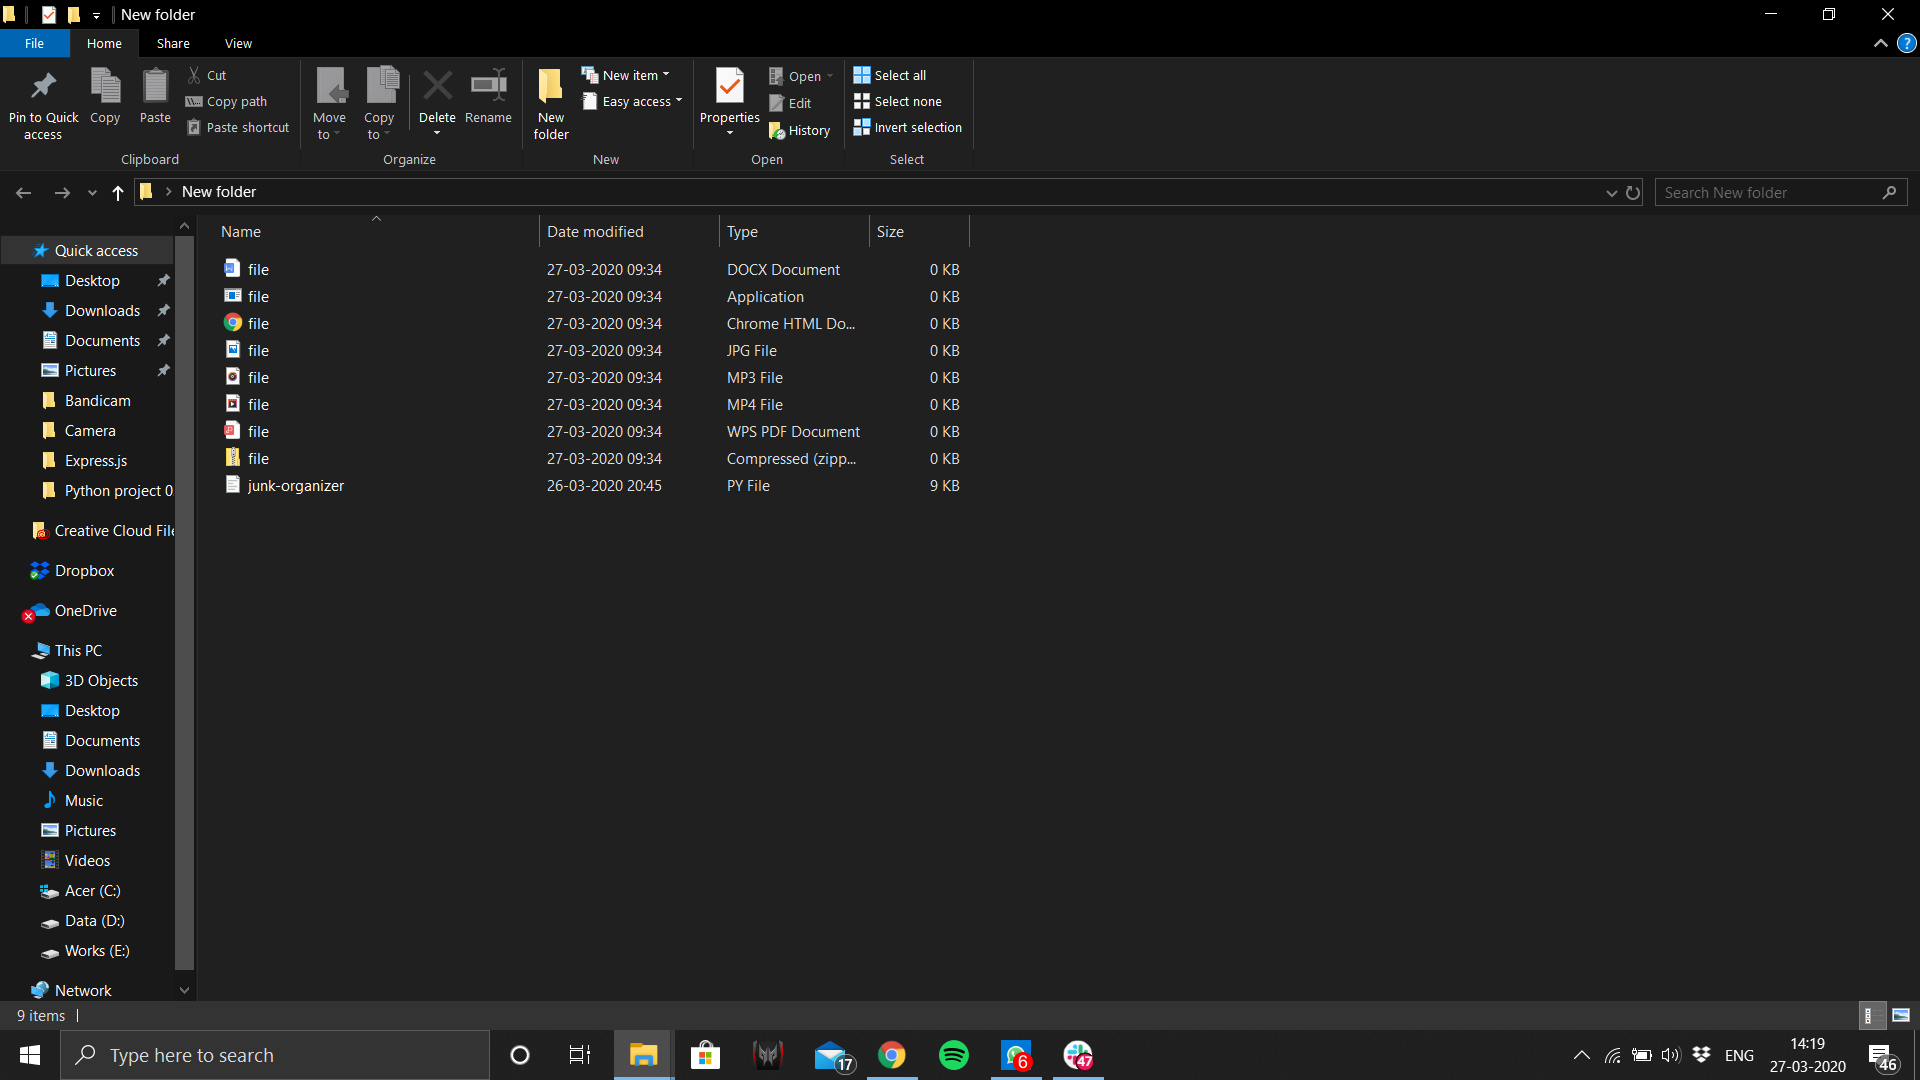 New folder
File Home Share View
?
Pin to Quick access
Copy
Paste
Cut
Copy path
Paste shortcut
Clipboard
Move to
Copy to
Delete
Rename
Organize
New folder
New item
Easy access
New
Properties
Open
Edit
History
Open
Select all
Select none
Invert selection
Select
New folder
Search New folder
Name Date modified Type Size
file 27-03-2020 09:34 DOCX Document 0 KB
file 27-03-2020 09:34 Application 0 KB
file 27-03-2020 09:34 Chrome HTML Do... 0 KB
file 27-03-2020 09:34 JPG File 0 KB
file 27-03-2020 09:34 MP3 File 0 KB
file 27-03-2020 09:34 MP4 File 0 KB
file 27-03-2020 09:34 WPS PDF Document 0 KB
file 27-03-2020 09:34 Compressed (zipp... 0 KB
junk-organizer 26-03-2020 20:45 PY File 9 KB
Quick access
Desktop
Downloads
Documents
Pictures
Bandicam
Camera
Express.js
Python project 0
Creative Cloud File
Dropbox
OneDrive
This PC
3D Objects
Desktop
Documents
Downloads
Music
Pictures
Videos
Acer (C:)
Data (D:)
Works (E:)
Network
9 items
Type here to search
17
6
47
ENG
14:19
27-03-2020
46